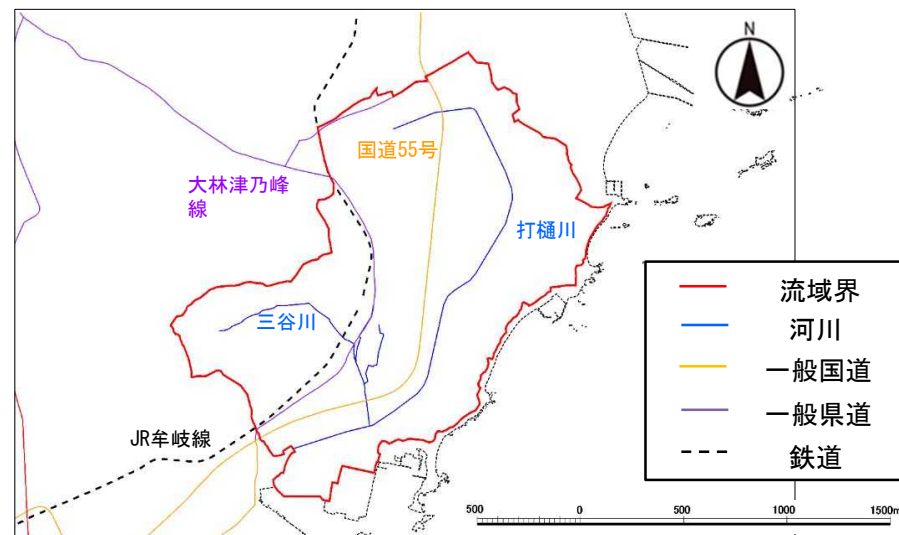 N
国道55号
大林津乃峰
線
打樋川
三谷川
JR牟岐線
流域界
河川
一般国道
一般県道
鉄道
500 0 500 1000 1500m